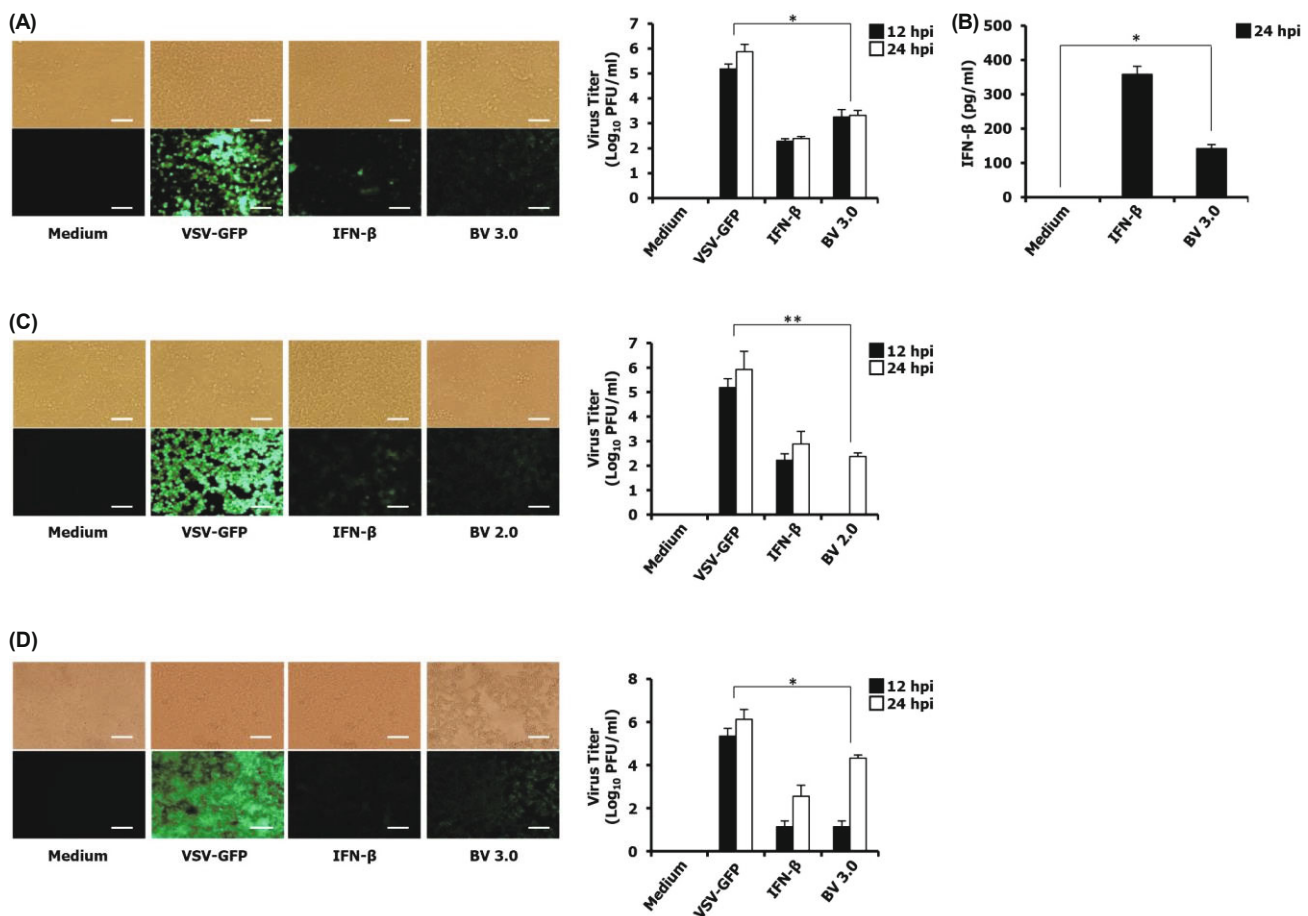 (A)
Medium
VSV-GFP
IFN-β
BV 3.0
Virus Titer
(Log10 PFU/ml)
7
6
5
4
3
2
1
0
*
12 hpi
24 hpi
Medium
VSV-GFP
IFN-β
BV 3.0
(B)
IFN-β (pg/ml)
400
300
200
100
0
*
24 hpi
Medium
IFN-β
BV 3.0
(C)
Medium
VSV-GFP
IFN-β
BV 2.0
Virus Titer
(Log10 PFU/ml)
7
6
5
4
3
2
1
0
**
12 hpi
24 hpi
Medium
VSV-GFP
IFN-β
BV 2.0
(D)
Medium
VSV-GFP
IFN-β
BV 3.0
Virus Titer
(Log10 PFU/ml)
8
6
4
2
0
*
12 hpi
24 hpi
Medium
VSV-GFP
IFN-β
BV 3.0